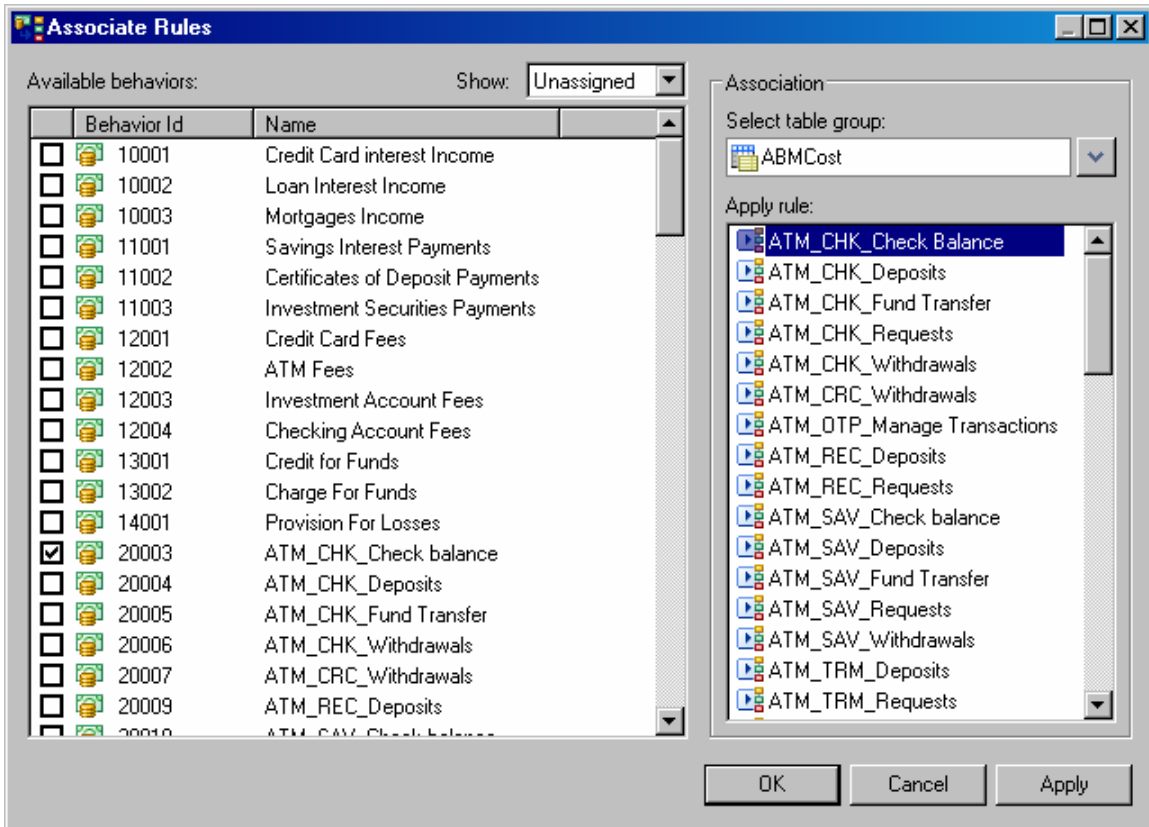 Associate Rules
Available behaviors:
Show: Unassigned
Behavior Id Name
10001 Credit Card interest Income
10002 Loan Interest Income
10003 Mortgages Income
11001 Savings Interest Payments
11002 Certificates of Deposit Payments
11003 Investment Securities Payments
12001 Credit Card Fees
12002 ATM Fees
12003 Investment Account Fees
12004 Checking Account Fees
13001 Credit for Funds
13002 Charge For Funds
14001 Provision For Losses
20003 ATM_CHK_Check balance
20004 ATM_CHK_Deposits
20005 ATM_CHK_Fund Transfer
20006 ATM_CHK_Withdrawals
20007 ATM_CRC_Withdrawals
20009 ATM_REC_Deposits
20010 ATM_SAV_Check balance
Association
Select table group:
ABMCost
Apply rule:
ATM_CHK_Check Balance
ATM_CHK_Deposits
ATM_CHK_Fund Transfer
ATM_CHK_Requests
ATM_CHK_Withdrawals
ATM_CRC_Withdrawals
ATM_OTP_Manage Transactions
ATM_REC_Deposits
ATM_REC_Requests
ATM_SAV_Check balance
ATM_SAV_Deposits
ATM_SAV_Fund Transfer
ATM_SAV_Requests
ATM_SAV_Withdrawals
ATM_TRM_Deposits
ATM_TRM_Requests
OK Cancel Apply